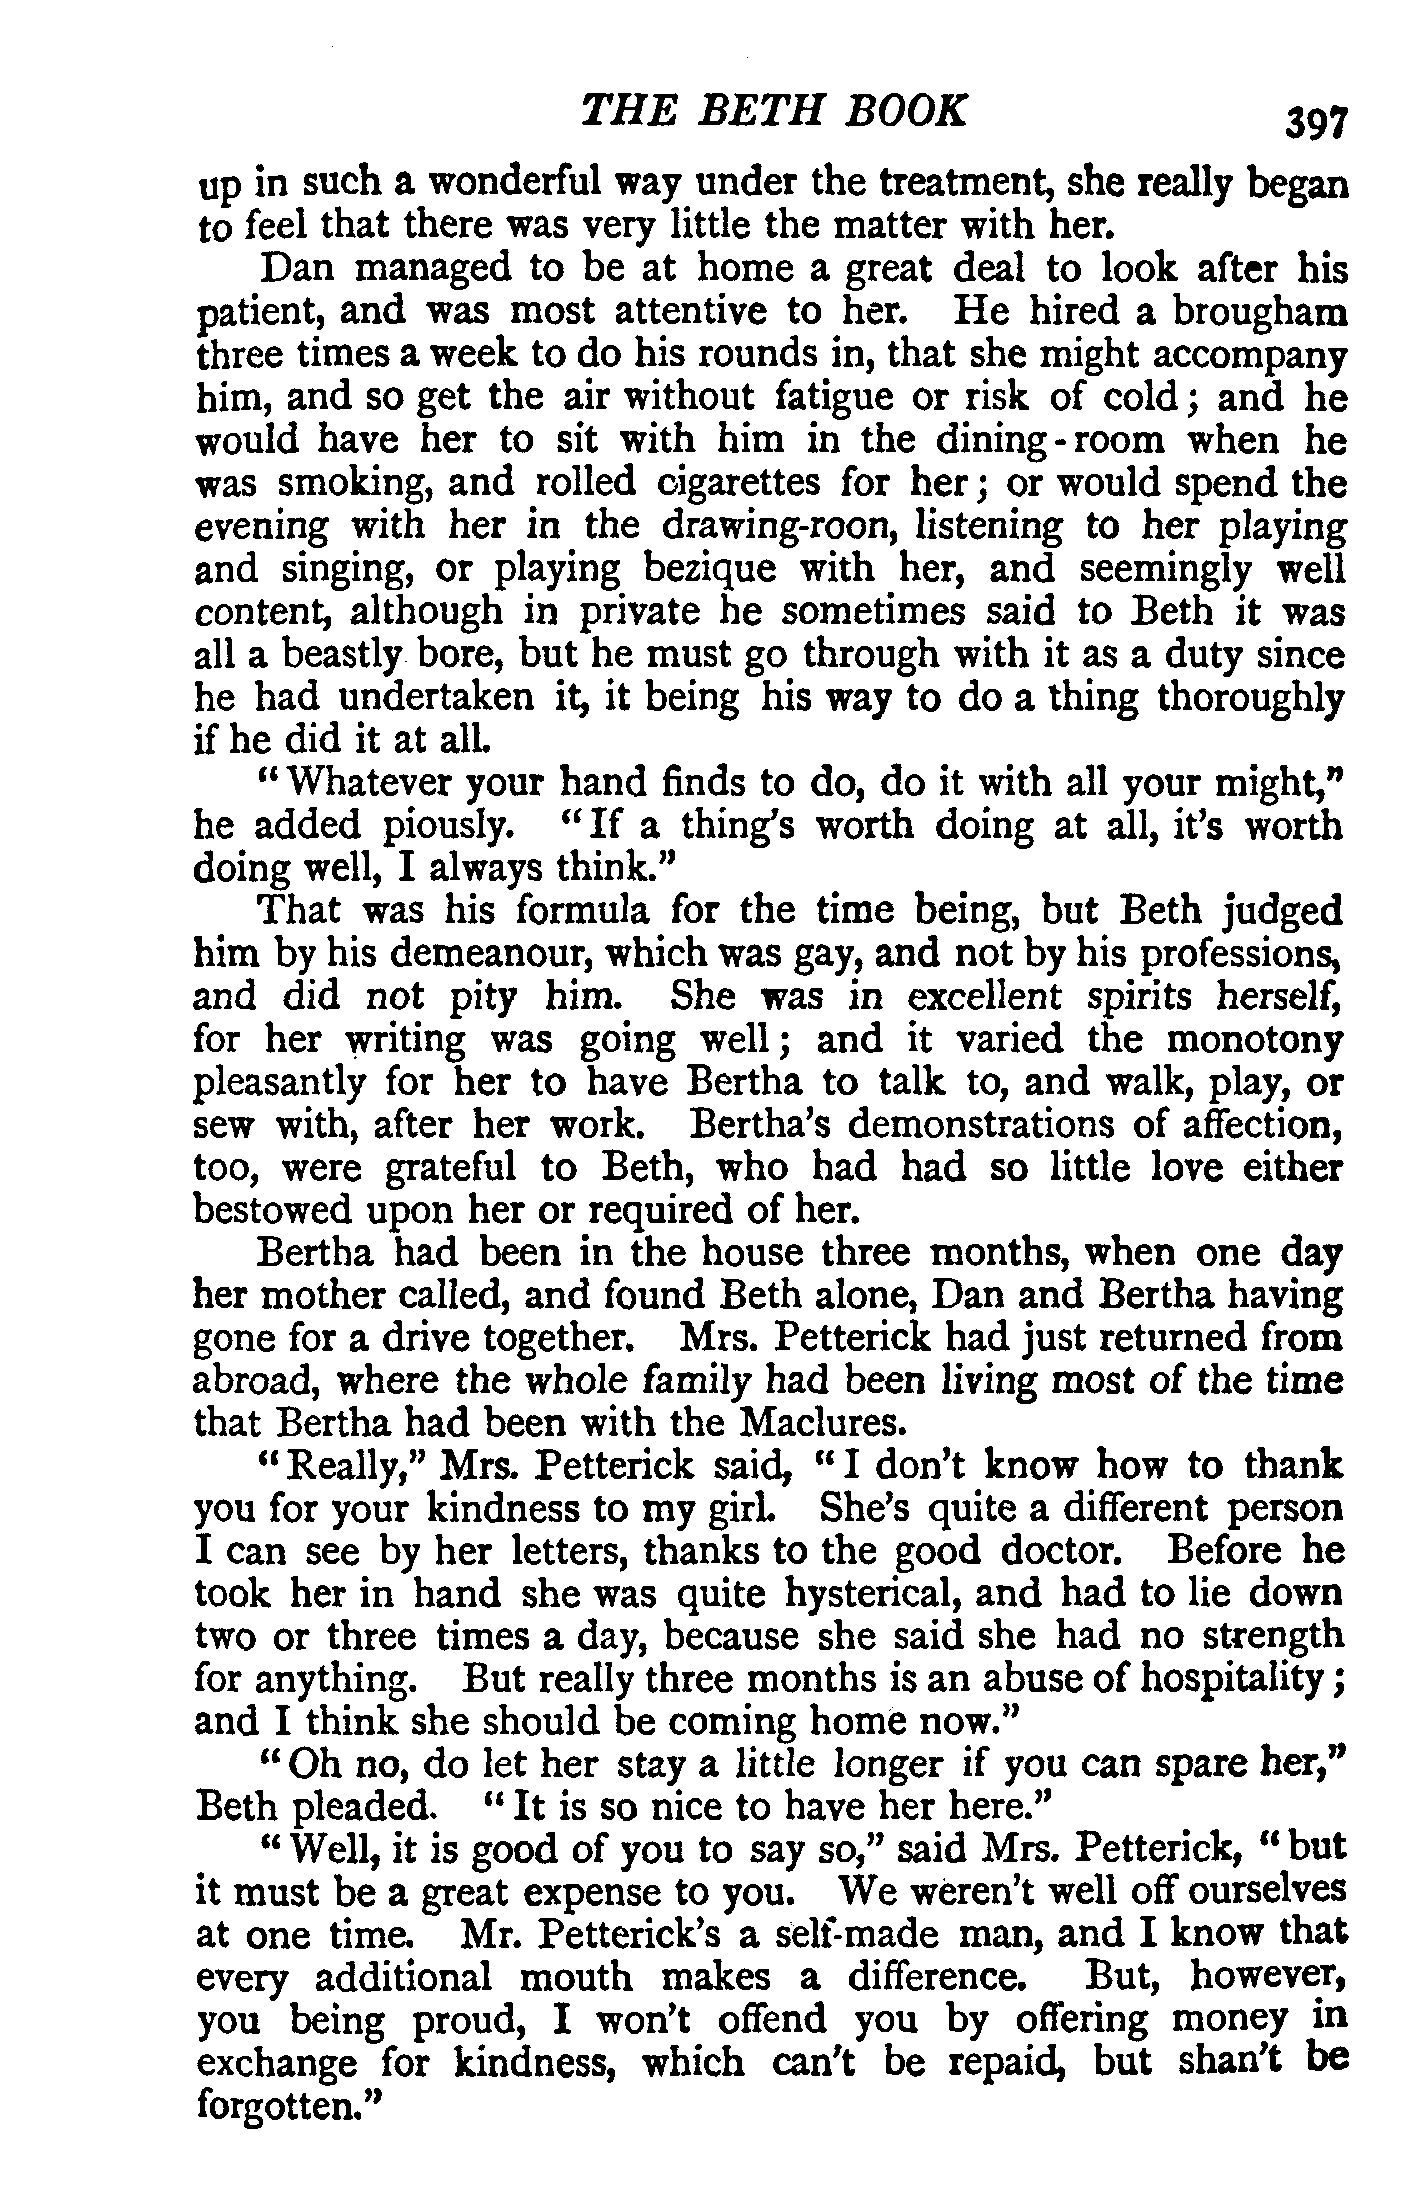 THE BETH BOOK 397
up in such a wonderful way under the treatment, she really began
to feel that there was very little the matter with her.
Dan managed to be at home a great deal to look after his
patient, and was most attentive to her. He hired a brougham
three times a week to do his rounds in, that she might accompany
him, and so get the air without fatigue or risk of cold; and he
would have her to sit with him in the dining-room when he
was smoking, and rolled cigarettes for her; or would spend the
evening with her in the drawing-roon, listening to her playing
and singing, or playing bezique with her, and seemingly well
content, although in private he sometimes said to Beth it was
all a beastly bore, but he must go through with it as a duty since
he had undertaken it, it being his way to do a thing thoroughly
if he did it at all.
"Whatever your hand finds to do, do it with all your might,"
he added piously. "If a thing's worth doing at all, it's worth
doing well, I always think."
That was his formula for the time being, but Beth judged
him by his demeanour, which was gay, and not by his professions,
and did not pity him. She was in excellent spirits herself,
for her writing was going well; and it varied the monotony
pleasantly for her to have Bertha to talk to, and walk, play, or
sew with, after her work. Bertha's demonstrations of affection,
too, were grateful to Beth, who had had so little love either
bestowed upon her or required of her.
Bertha had been in the house three months, when one day
her mother called, and found Beth alone, Dan and Bertha having
gone for a drive together. Mrs. Petterick had just returned from
abroad, where the whole family had been living most of the time
that Bertha had been with the Maclures.
"Really," Mrs. Petterick said, "I don't know how to thank
you for your kindness to my girl. She's quite a different person
I can see by her letters, thanks to the good doctor. Before he
took her in hand she was quite hysterical, and had to lie down
two or three times a day, because she said she had no strength
for anything. But really three months is an abuse of hospitality;
and I think she should be coming home now."
"Oh no, do let her stay a little longer if you can spare her,"
Beth pleaded. "It is so nice to have her here."
"Well, it is good of you to say so," said Mrs. Petterick, "but
it must be a great expense to you. We weren't well off ourselves
at one time. Mr. Petterick's a self-made man, and I know that
every additional mouth makes a difference. But, however,
you being proud, I won't offend you by offering money in
exchange for kindness, which can't be repaid, but shan't be
forgotten."